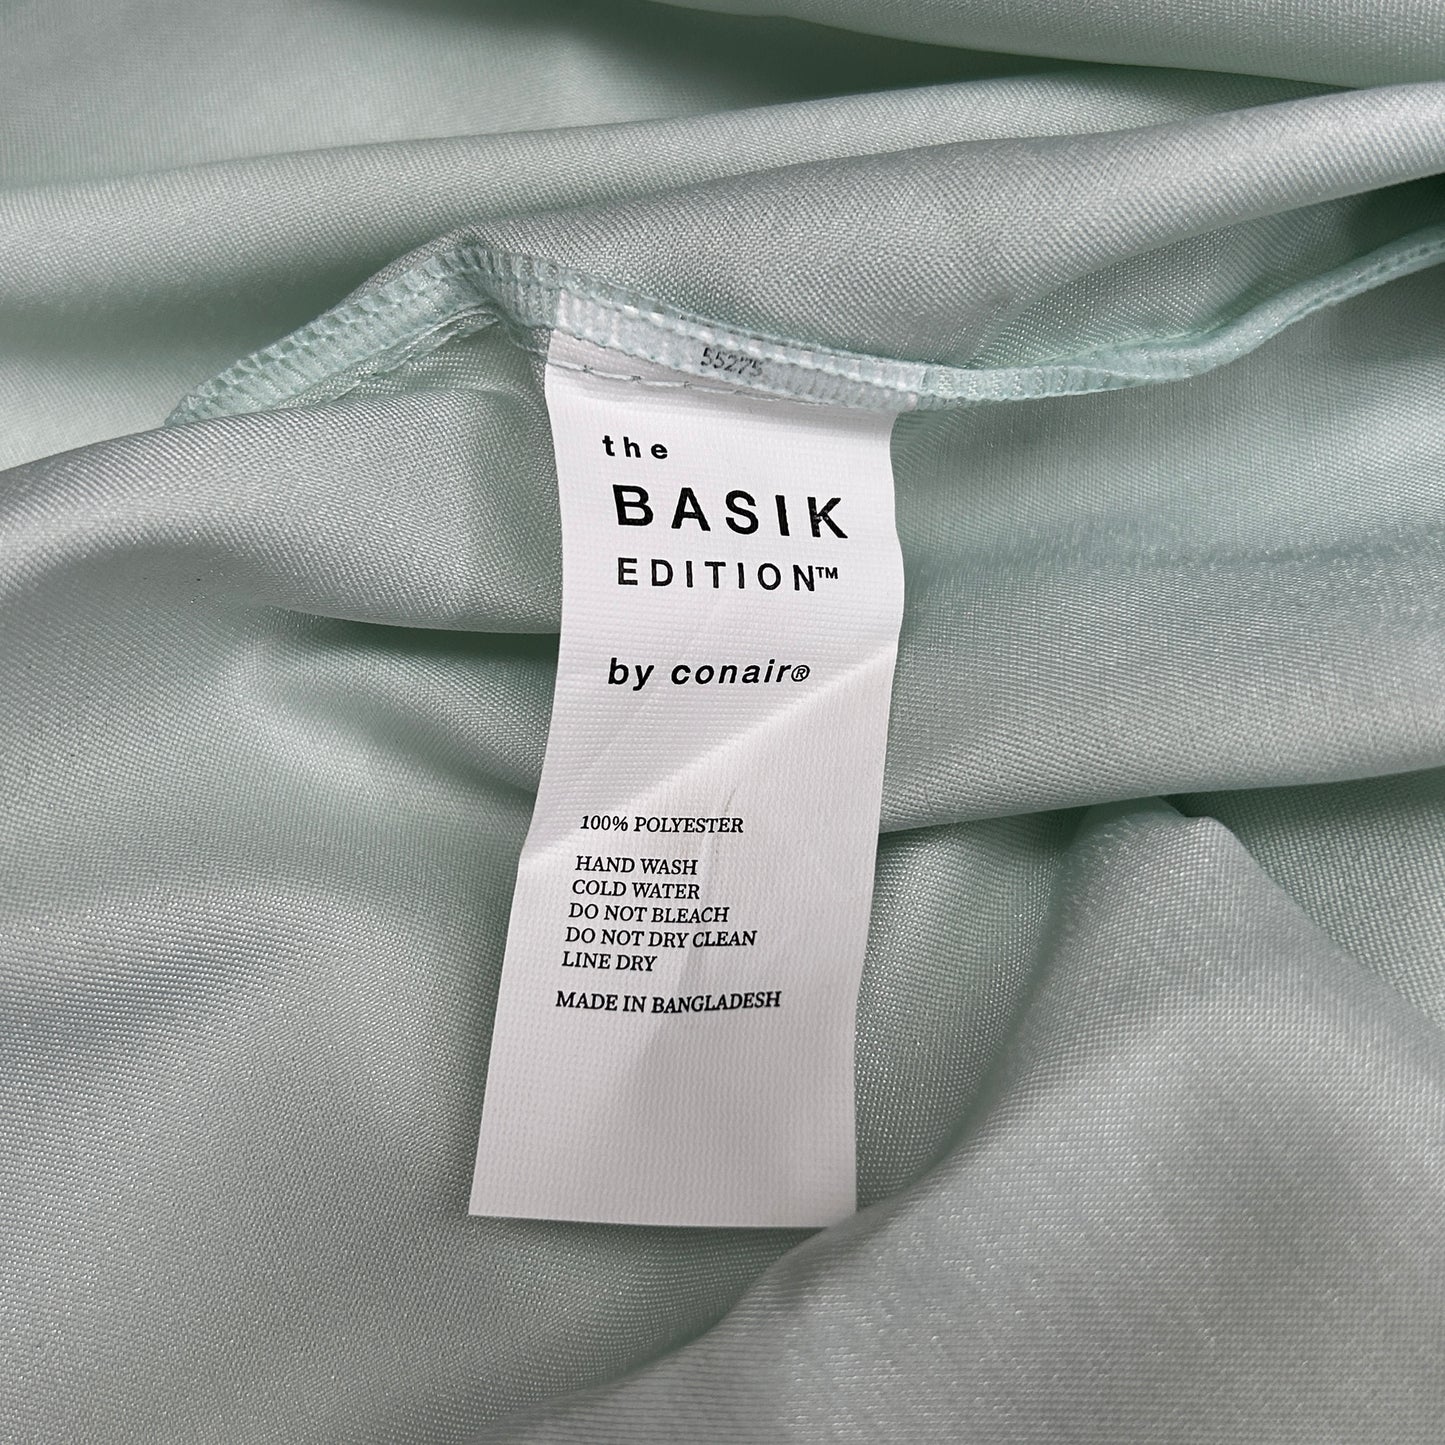 55275
the
BASIK
EDITION™
by conair®
100% POLYESTER
HAND WASH
COLD WATER
DO NOT BLEACH
DO NOT DRY CLEAN
LINE DRY
MADE IN BANGLADESH